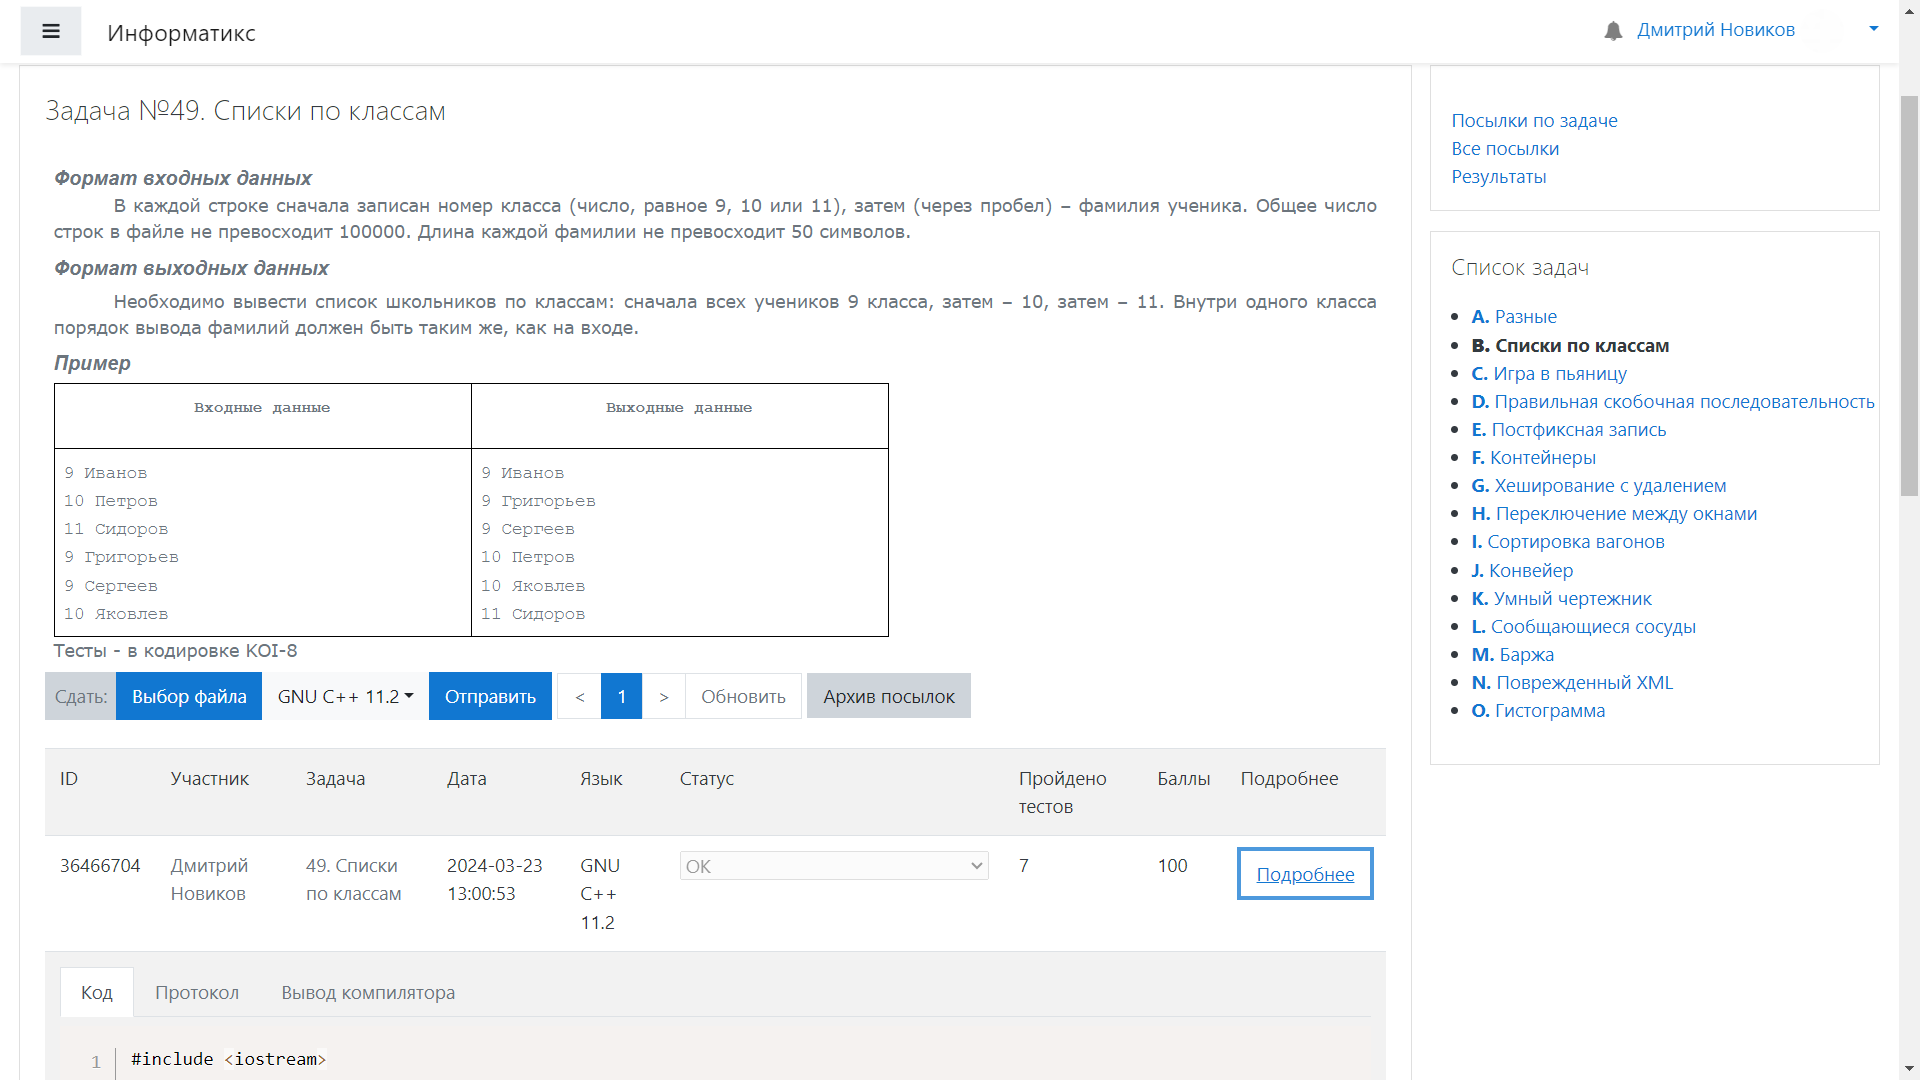 Информатикс
Дмитрий Новиков
Задача №49. Списки по классам
Формат входных данных
В каждой строке сначала записан номер класса (число, равное 9, 10 или 11), затем (через пробел) – фамилия ученика. Общее число
строк в файле не превосходит 100000. Длина каждой фамилии не превосходит 50 символов.
Формат выходных данных
Необходимо вывести список школьников по классам: сначала всех учеников 9 класса, затем – 10, затем – 11. Внутри одного класса
порядок вывода фамилий должен быть таким же, как на входе.
Пример
Входные данные
Выходные данные
9 Иванов
10 Петров
11 Сидоров
9 Григорьев
9 Сергеев
10 Яковлев
9 Иванов
9 Григорьев
9 Сергеев
10 Петров
10 Яковлев
11 Сидоров
Тесты - в кодировке KOI-8
Сдать: Выбор файла GNU C++ 11.2 Отправить < 1 > Обновить Архив посылок
ID Участник Задача Дата Язык Статус Пройдено тестов Баллы Подробнее
36466704 Дмитрий Новиков 49. Списки по классам 2024-03-23 13:00:53 GNU C++ 11.2 OK 7 100 Подробнее
Код Протокол Вывод компилятора
1 #include <iostream>
Посылки по задаче
Все посылки
Результаты
Список задач
A. Разные
B. Списки по классам
C. Игра в пьяницу
D. Правильная скобочная последовательность
E. Постфиксная запись
F. Контейнеры
G. Хеширование с удалением
H. Переключение между окнами
I. Сортировка вагонов
J. Конвейер
K. Умный чертежник
L. Сообщающиеся сосуды
M. Баржа
N. Поврежденный XML
O. Гистограмма